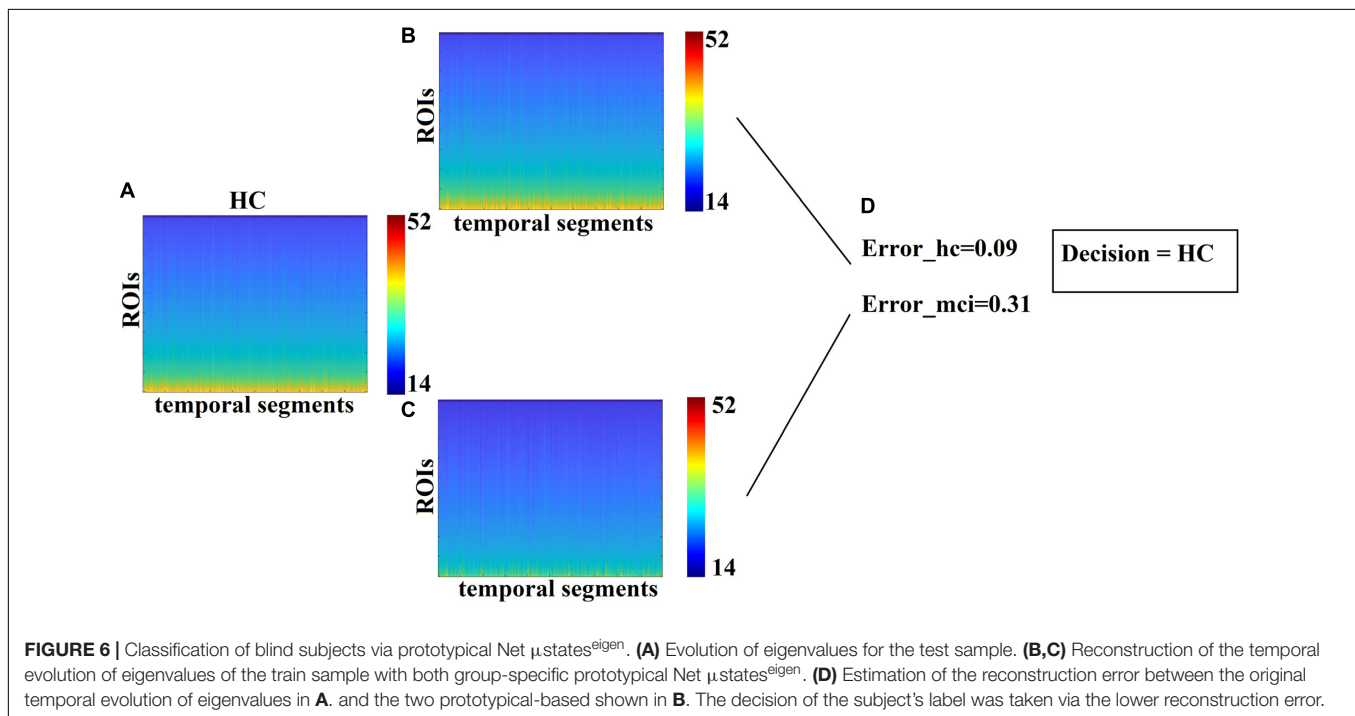 B
52
ROIs
14
temporal segments
A
HC
52
ROIs
14
temporal segments
C
52
ROIs
14
temporal segments
D
Error_hc=0.09
Error_mci=0.31
Decision = HC
FIGURE 6 | Classification of blind subjects via prototypical Net μstates^eigen. (A) Evolution of eigenvalues for the test sample. (B,C) Reconstruction of the temporal
evolution of eigenvalues of the train sample with both group-specific prototypical Net μstates^eigen. (D) Estimation of the reconstruction error between the original
temporal evolution of eigenvalues in A. and the two prototypical-based shown in B. The decision of the subject's label was taken via the lower reconstruction error.